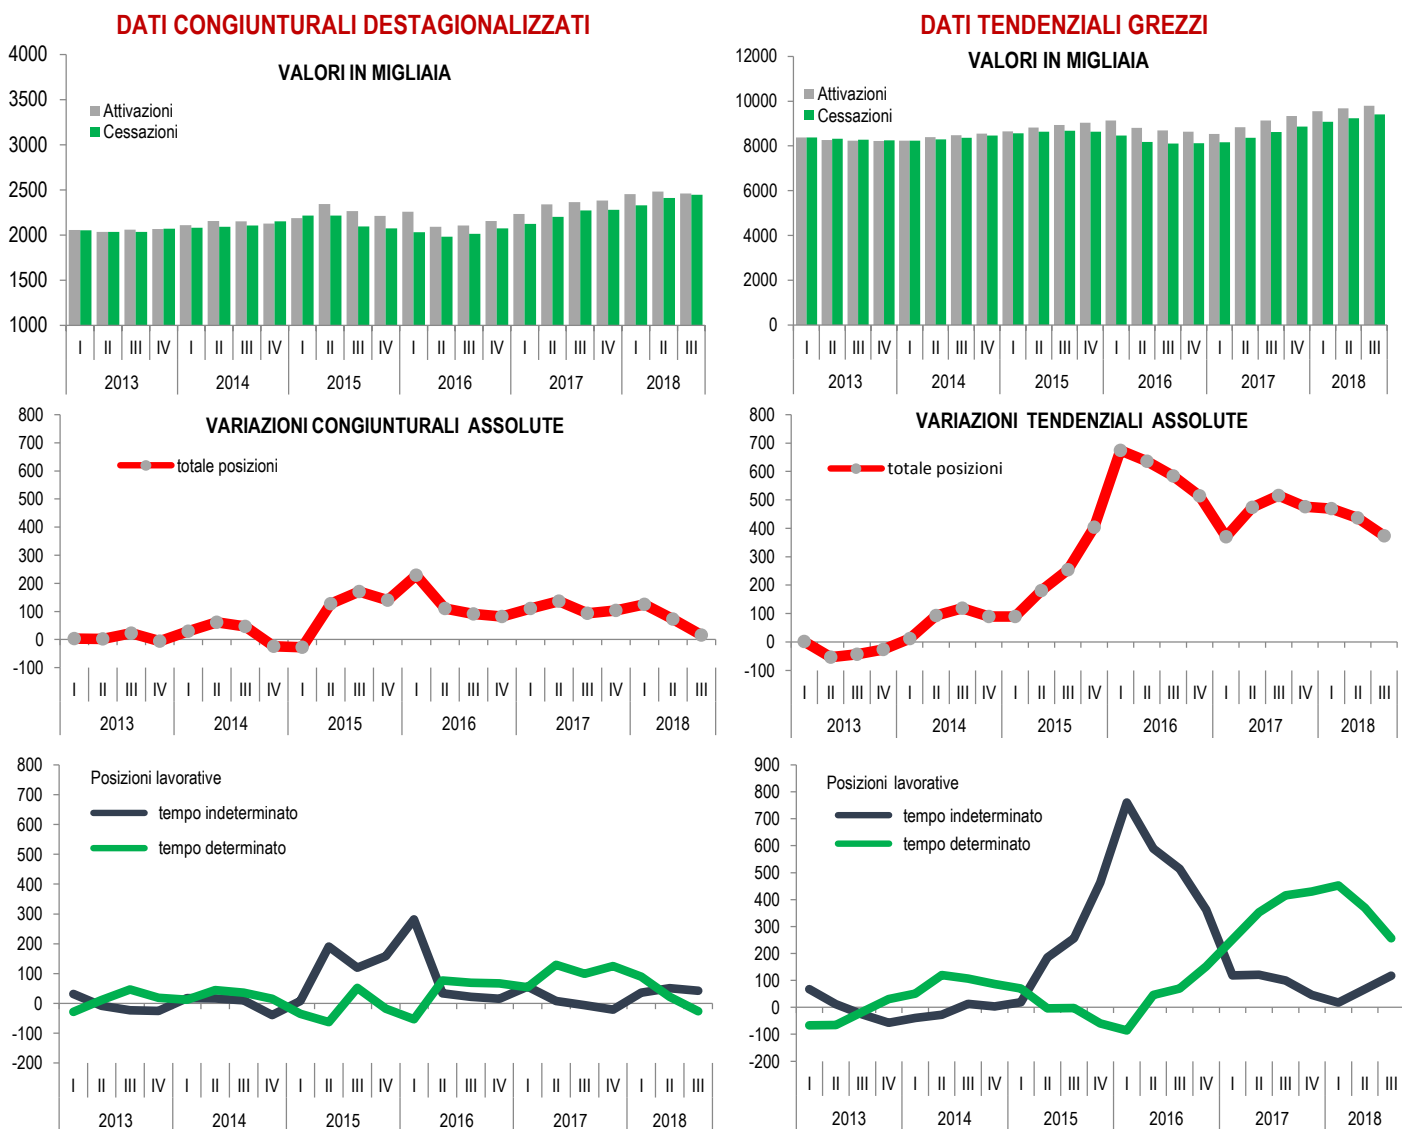 DATI CONGIUNTURALI DESTAGIONALIZZATI
VALORI IN MIGLIAIA
Attivazioni
Cessazioni
4000
3500
3000
2500
2000
1500
1000
I II III IV I II III IV I II III IV I II III IV I II III IV I II III
2013 2014 2015 2016 2017 2018
VARIAZIONI CONGIUNTURALI ASSOLUTE
totale posizioni
800
700
600
500
400
300
200
100
0
-100
I II III IV I II III IV I II III IV I II III IV I II III IV I II III
2013 2014 2015 2016 2017 2018
Posizioni lavorative
tempo indeterminato
tempo determinato
800
700
600
500
400
300
200
100
0
-100
-200
I II III IV I II III IV I II III IV I II III IV I II III IV I II III
2013 2014 2015 2016 2017 2018
DATI TENDENZIALI GREZZI
VALORI IN MIGLIAIA
Attivazioni
Cessazioni
12000
10000
8000
6000
4000
2000
0
I II III IV I II III IV I II III IV I II III IV I II III IV I II III
2013 2014 2015 2016 2017 2018
VARIAZIONI TENDENZIALI ASSOLUTE
totale posizioni
800
700
600
500
400
300
200
100
0
-100
I II III IV I II III IV I II III IV I II III IV I II III IV I II III
2013 2014 2015 2016 2017 2018
Posizioni lavorative
tempo indeterminato
tempo determinato
900
800
700
600
500
400
300
200
100
0
-100
-200
I II III IV I II III IV I II III IV I II III IV I II III IV I II III
2013 2014 2015 2016 2017 2018